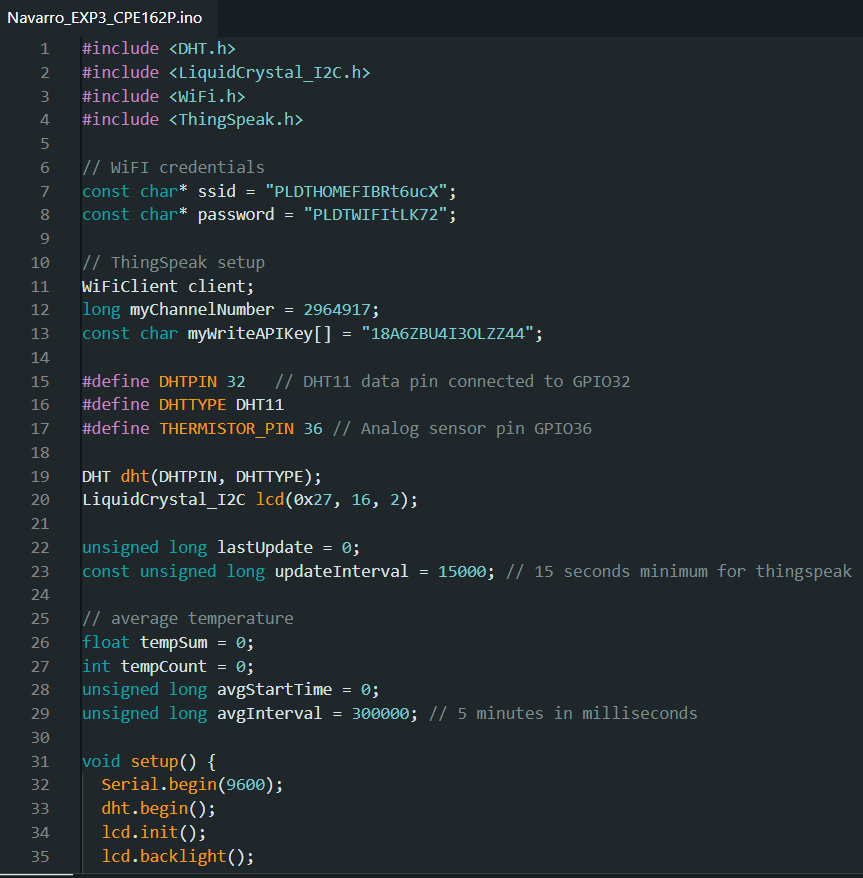 Navarro_EXP3_CPE162P.ino
1 #include <DHT.h>
2 #include <LiquidCrystal_I2C.h>
3 #include <WiFi.h>
4 #include <ThingSpeak.h>
5
6 // WiFI credentials
7 const char* ssid = "PLDTHOMEFIBRt6ucX";
8 const char* password = "PLDTWIFItLK72";
9
10 // ThingSpeak setup
11 WiFiClient client;
12 long myChannelNumber = 2964917;
13 const char myWriteAPIKey[] = "18A6ZBU4I3OLZZ44";
14
15 #define DHTPIN 32   // DHT11 data pin connected to GPIO32
16 #define DHTTYPE DHT11
17 #define THERMISTOR_PIN 36 // Analog sensor pin GPIO36
18
19 DHT dht(DHTPIN, DHTTYPE);
20 LiquidCrystal_I2C lcd(0x27, 16, 2);
21
22 unsigned long lastUpdate = 0;
23 const unsigned long updateInterval = 15000; // 15 seconds minimum for thingspeak
24
25 // average temperature
26 float tempSum = 0;
27 int tempCount = 0;
28 unsigned long avgStartTime = 0;
29 unsigned long avgInterval = 300000; // 5 minutes in milliseconds
30
31 void setup() {
32   Serial.begin(9600);
33   dht.begin();
34   lcd.init();
35   lcd.backlight();